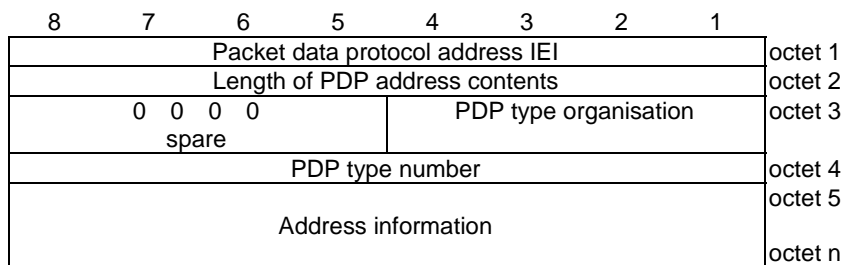 8 7 6 5 4 3 2 1
Packet data protocol address IEI octet 1
Length of PDP address contents octet 2
0 0 0 0 PDP type organisation octet 3
spare
PDP type number octet 4
octet 5
Address information
octet n